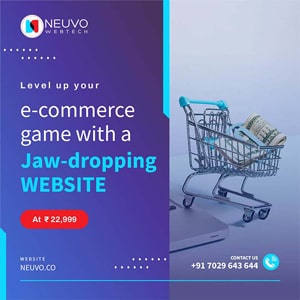 NEUVO
WEBTECH
Level up your
e-commerce
game with a
Jaw-dropping
WEBSITE
At ₹ 22,999
WEBSITE
NEUVO.CO
CONTACT US
+91 7029 643 644